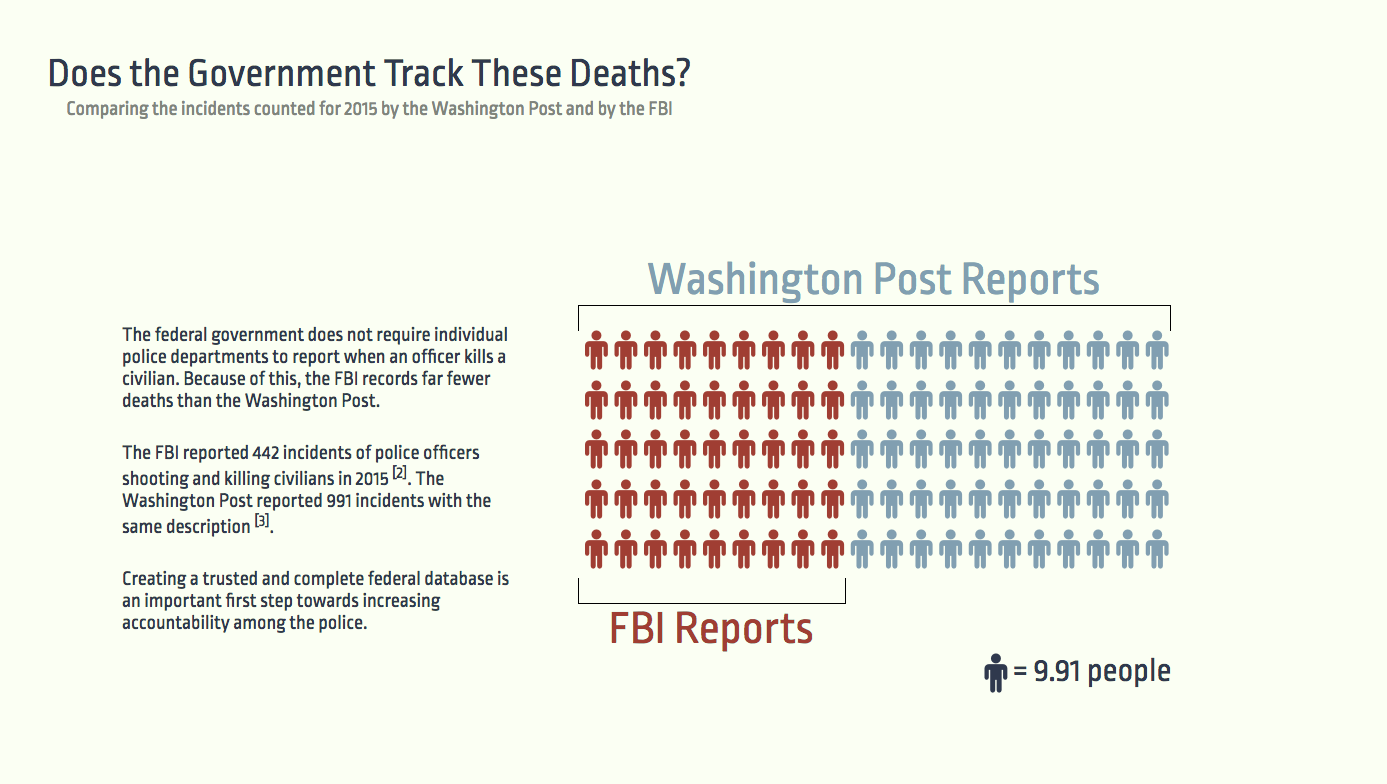 Does the Government Track These Deaths?
Comparing the incidents counted for 2015 by the Washington Post and by the FBI
The federal government does not require individual
police departments to report when an officer kills a
civilian. Because of this, the FBI records far fewer
deaths than the Washington Post.
The FBI reported 442 incidents of police officers
shooting and killing civilians in 2015 [2]. The
Washington Post reported 991 incidents with the
same description [3].
Creating a trusted and complete federal database is
an important first step towards increasing
accountability among the police.
Washington Post Reports
FBI Reports
= 9.91 people